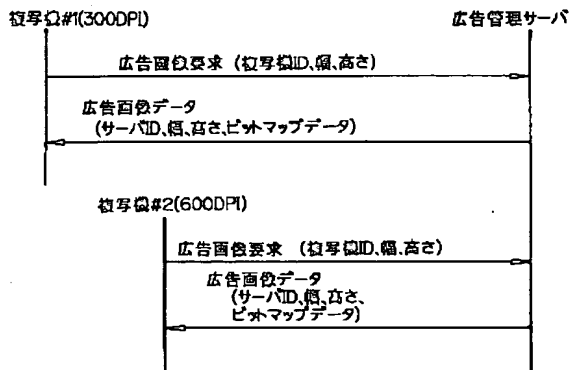 複写機#1(300DPI)
広告管理サーバ
広告画像要求 (複写機ID、幅、高さ)
広告画像データ
(サーバID、幅、高さ、ビットマップデータ)
複写機#2(600DPI)
広告画像要求 (複写機ID、幅、高さ)
広告画像データ
(サーバID、幅、高さ、
ビットマップデータ)